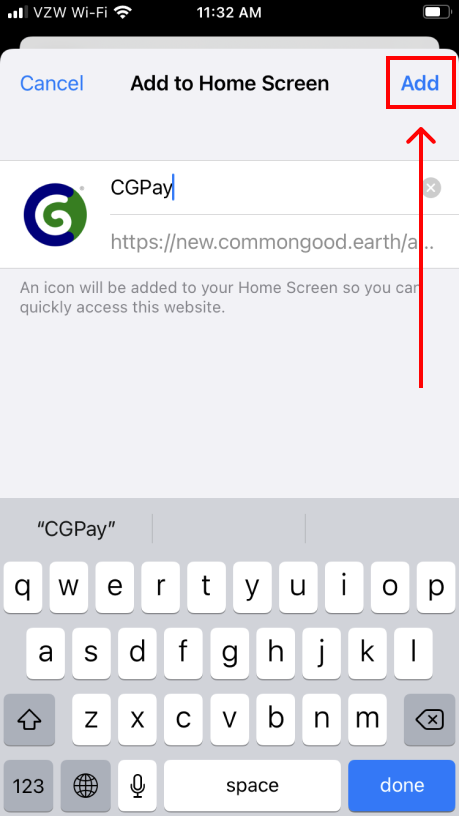 VZW Wi-Fi 11:32 AM
Cancel Add to Home Screen Add
CGPay
https://new.commongood.earth/a...
An icon will be added to your Home Screen so you can
quickly access this website.
“CGPay”
q w e r t y u i o p
a s d f g h j k l
z x c v b n m
123 space done